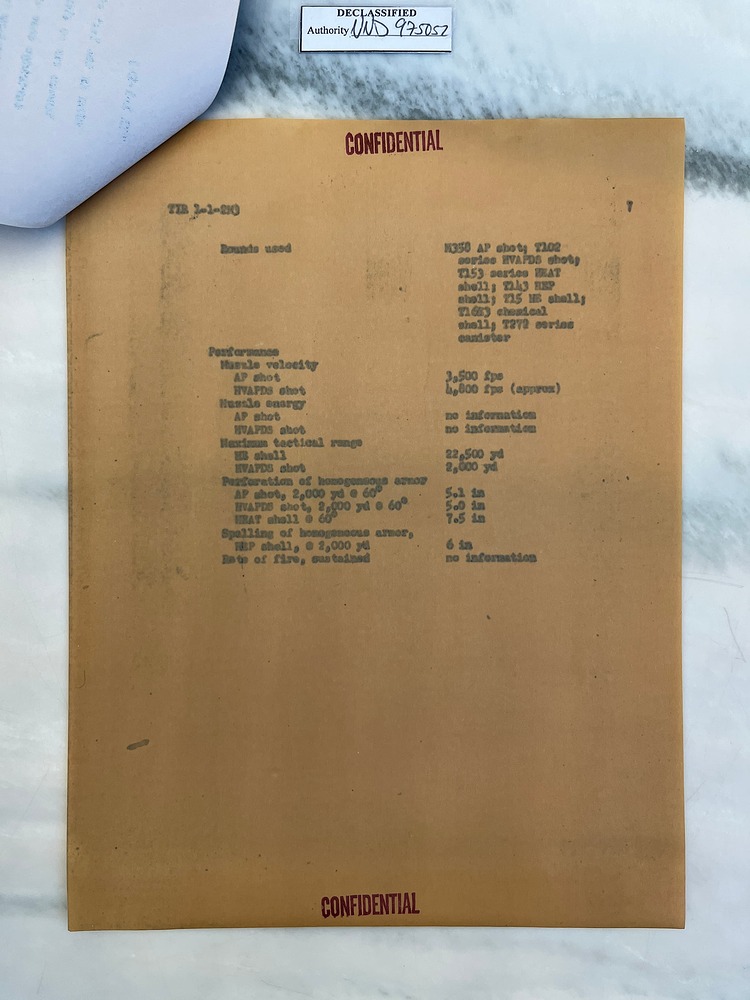 DECLASSIFIED
Authority NND 975057
CONFIDENTIAL
TIR 1-1-2N3 7
Rounds used M358 AP shot; T102
series HVAPDS shot;
T153 series HEAT
shell; T143 HEP
shell; T15 HE shell;
T16E3 chemical
shell; T272 series
canister
Performance
Muzzle velocity
AP shot 3,500 fps
HVAPDS shot 4,800 fps (approx)
Muzzle energy
AP shot no information
HVAPDS shot no information
Maximum tactical range
HE shell 22,500 yd
HVAPDS shot 2,000 yd
Perforation of homogeneous armor
AP shot, 2,000 yd @ 60° 5.1 in
HVAPDS shot, 2,000 yd @ 60° 5.0 in
HEAT shell @ 60° 7.5 in
Spalling of homogeneous armor,
HEP shell, @ 2,000 yd 6 in
Rate of fire, sustained no information
CONFIDENTIAL